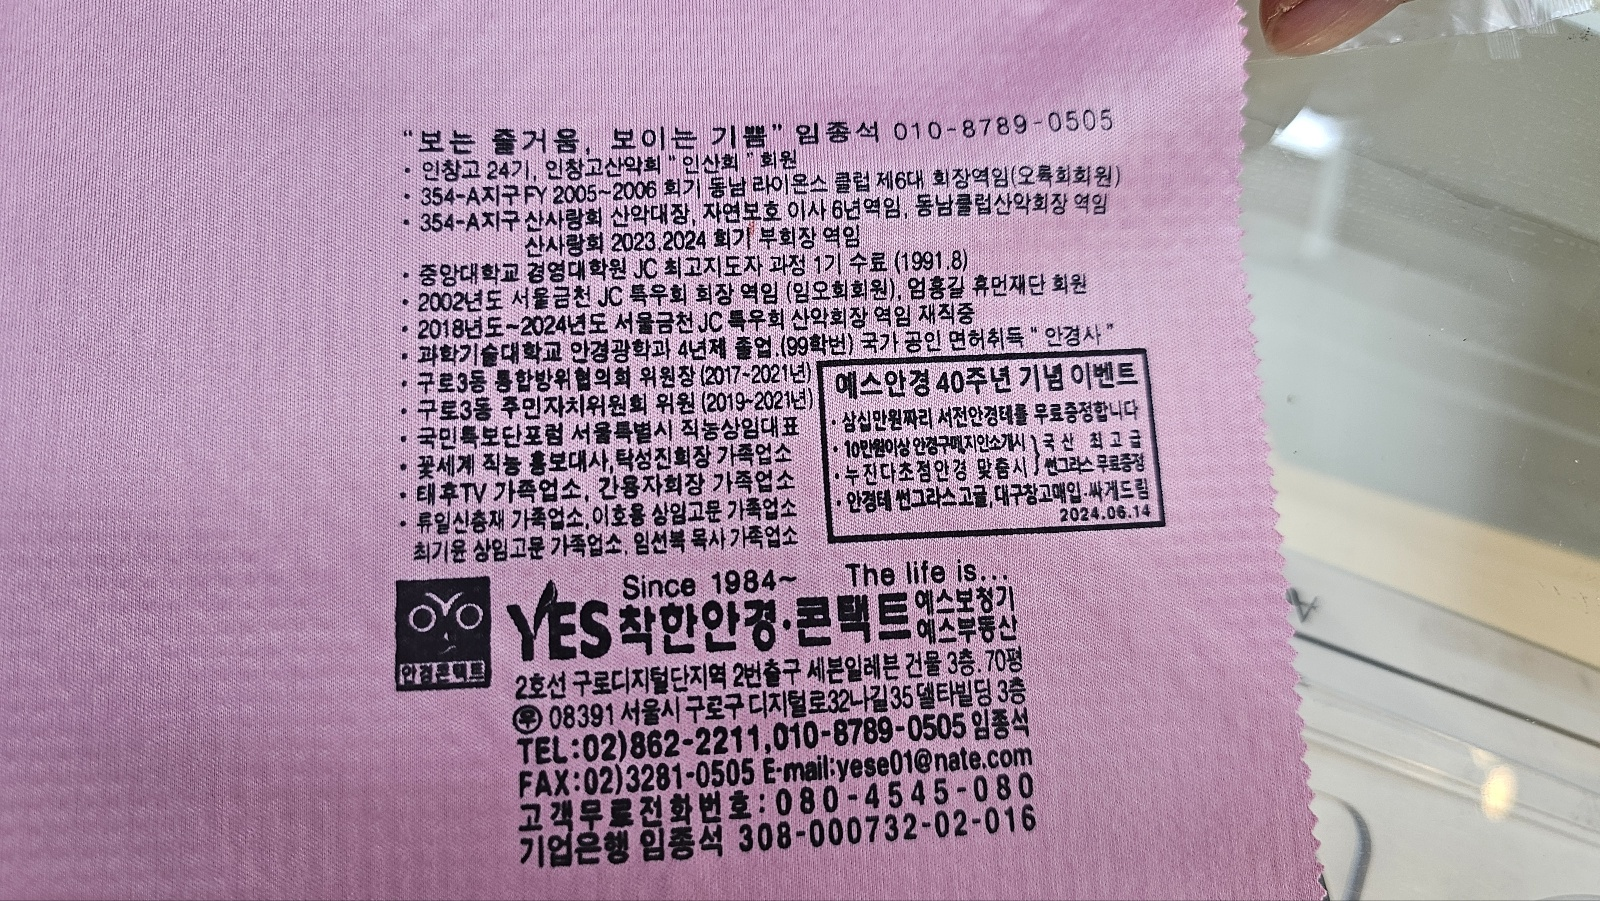 "보는 즐거움, 보이는 기쁨" 임종석 010-8789-0505
· 인창고 24기, 인창고산악회 "인산회" 회원
· 354-A지구 FY 2005~2006 회기 동남 라이온스 클럽 제6대 회장역임(오륙회회원)
· 354-A지구 산사랑회 산악대장, 자연보호 이사 6년역임, 동남클럽산악회장 역임
산사랑회 2023,2024 회기 부회장 역임
· 중앙대학교 경영대학원 JC 최고지도자 과정 1기 수료 (1991.8)
· 2002년도 서울금천 JC 특우회 회장 역임 (임오회회원), 엄홍길 휴먼재단 회원
· 2018년도~2024년도 서울금천 JC 특우회 산악회장 역임 재직중
· 과학기술대학교 안경광학과 4년제 졸업.(99학번) 국가 공인 면허취득 "안경사"
· 구로3동 통합방위협의회 위원장 (2017~2021년)
· 구로3동 주민자치위원회 위원 (2019~2021년)
· 국민특보단포럼 서울특별시 직능상임대표
· 꽃세계 직능 홍보대사,탁성진회장 가족업소
· 태후TV 가족업소, 간용자회장 가족업소
· 류일신총재 가족업소,이호용 상임고문 가족업소
최기윤 상임고문 가족업소, 임선복 목사 가족업소
예스안경 40주년 기념 이벤트
· 삼십만원짜리 서전안경테를 무료증정합니다
· 10만원이상 안경구매,지인소개시 } 국산 최고급
· 누진다초점안경 맞춤시 } 썬그라스 무료증정
· 안경테 썬그라스 고글, 대구창고매입·싸게드림
2024.06.14
Since 1984~ The life is...
YES 착한안경·콘택트 예스보청기
예스부동산
안경콘택트
2호선 구로디지털단지역 2번출구 세븐일레븐 건물 3층. 70평
우 08391 서울시 구로구 디지털로32나길35 델타빌딩 3층
TEL:02)862-2211,010-8789-0505 임종석
FAX:02)3281-0505 E-mail:yese01@nate.com
고객무료전화번호:080-4545-080
기업은행 임종석 308-000732-02-016